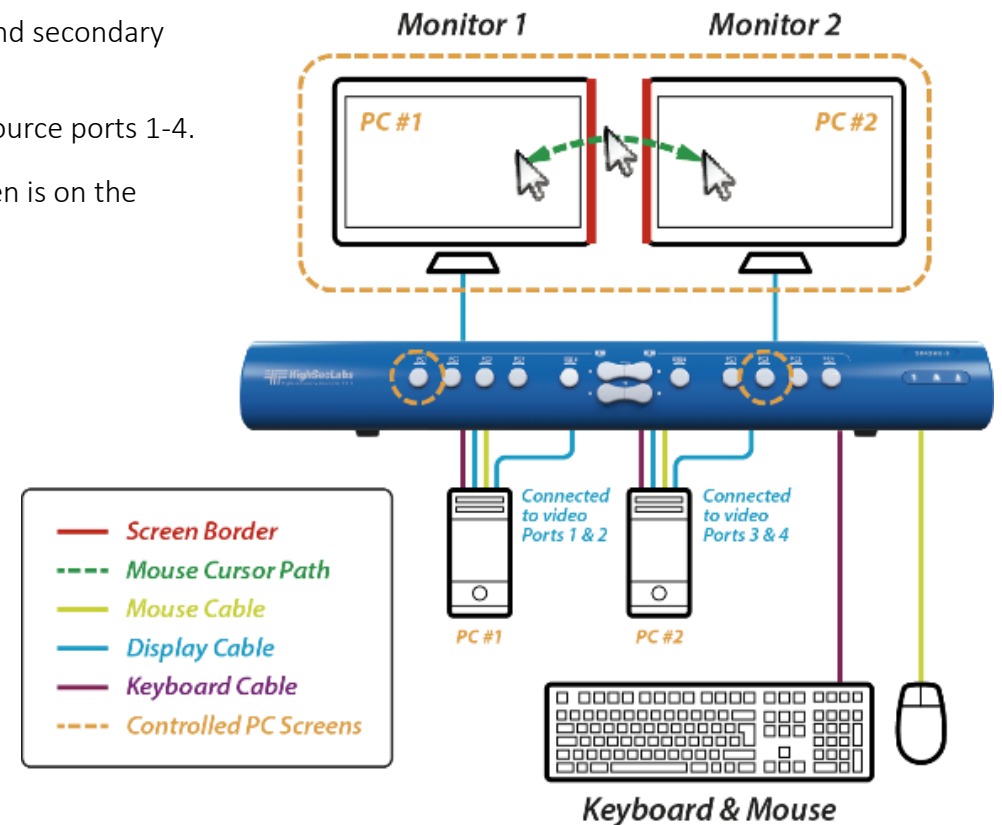 nd secondary
ource ports 1-4.
en is on the
Monitor 1
Monitor 2
PC #1
PC #2
HighSecLabs
Connected
to video
Ports 1 & 2
Connected
to video
Ports 3 & 4
PC #1
PC #2
Screen Border
Mouse Cursor Path
Mouse Cable
Display Cable
Keyboard Cable
Controlled PC Screens
Keyboard & Mouse